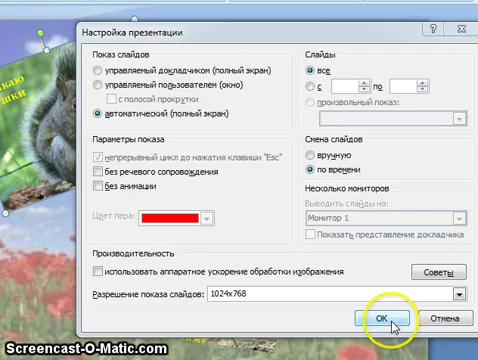 Настройка презентации
Показ слайдов
управляемый докладчиком (полный экран)
управляемый пользователем (окно)
с полосой прокрутки
автоматический (полный экран)
Параметры показа
непрерывный цикл до нажатия клавиши "Esc"
без речевого сопровождения
без анимации
Цвет пера:
Слайды
все
с
по
произвольный показ:
Смена слайдов
вручную
по времени
Несколько мониторов
Выводить слайды на:
Монитор 1
Показать представление докладчика
Производительность
использовать аппаратное ускорение обработки изображения
Советы
Разрешение показа слайдов:
1024x768
ОК
Отмена
Screencast-O-Matic.com